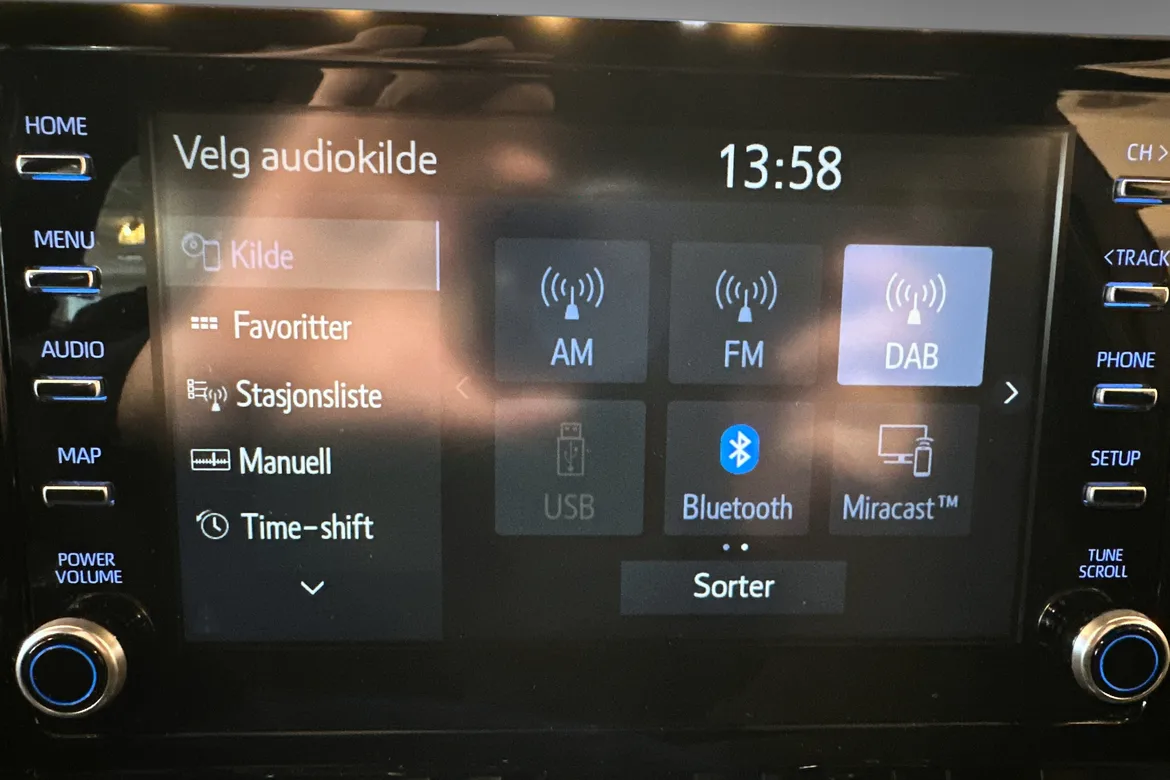 HOME
MENU
AUDIO
MAP
POWER
VOLUME
Velg audiokilde
13:58
Kilde
Favoritter
Stasjonsliste
Manuell
Time-shift
AM
FM
DAB
USB
Bluetooth
Miracast™
Sorter
CH >
< TRACK
PHONE
SETUP
TUNE
SCROLL